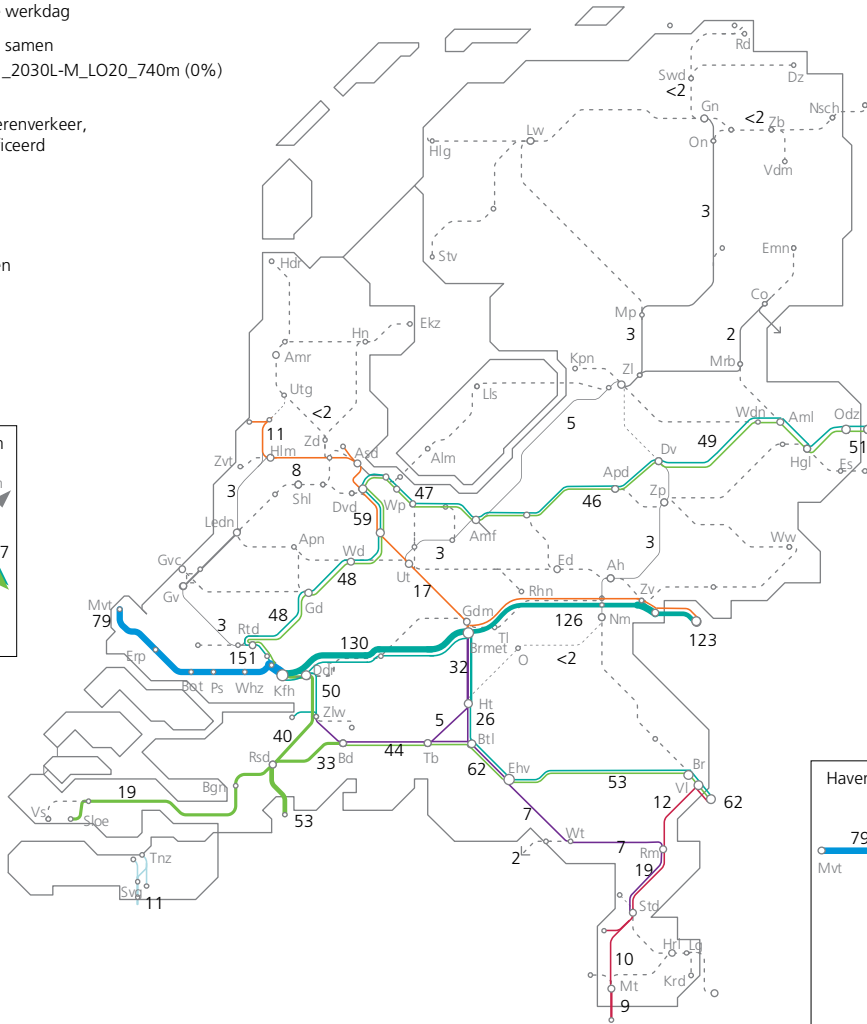 werkdag
samen
_2030L-M_LO20_740m (0%)
erenverkeer,
iceerd
en
n
7
Rd
Swd
Dz
<2
Gn
<2
Zb
Nsch
Hlg
Lw
On
Vdm
3
Stv
Emn
Hdr
Co
Ekz
Mp
Hn
3
2
Amr
Kpn
Zl
Mrb
Utg
Lls
<2
Wdn
Aml
Odz
11
Zd
5
49
Zvt
Hlm
Asd
Alm
Dv
51
8
Hgl
Es
Shl
47
Apd
3
Dvd
Wp
46
Zp
Ledn
59
Amf
Apn
Wd
3
3
Ww
Gvc
48
Ut
Ed
Ah
Gv
17
Rhn
Zv
Mvt
48
Gd
Gdm
79
3
Rtd
126
Nm
130
Tl
123
Erp
151
Brmet
O
<2
Bot
Ps
Whz
Kfh
Ddr
32
50
Zlw
5
Ht
26
40
Btl
Rsd
33
Bd
44
Tb
62
Ehv
53
Br
Bgn
Vl
Haven
19
12
62
Vs
Sloe
53
7
Wt
7
79
2
Rm
Mvt
Tnz
19
Svg
11
Std
Hrl
Lg
10
Krd
Mt
9